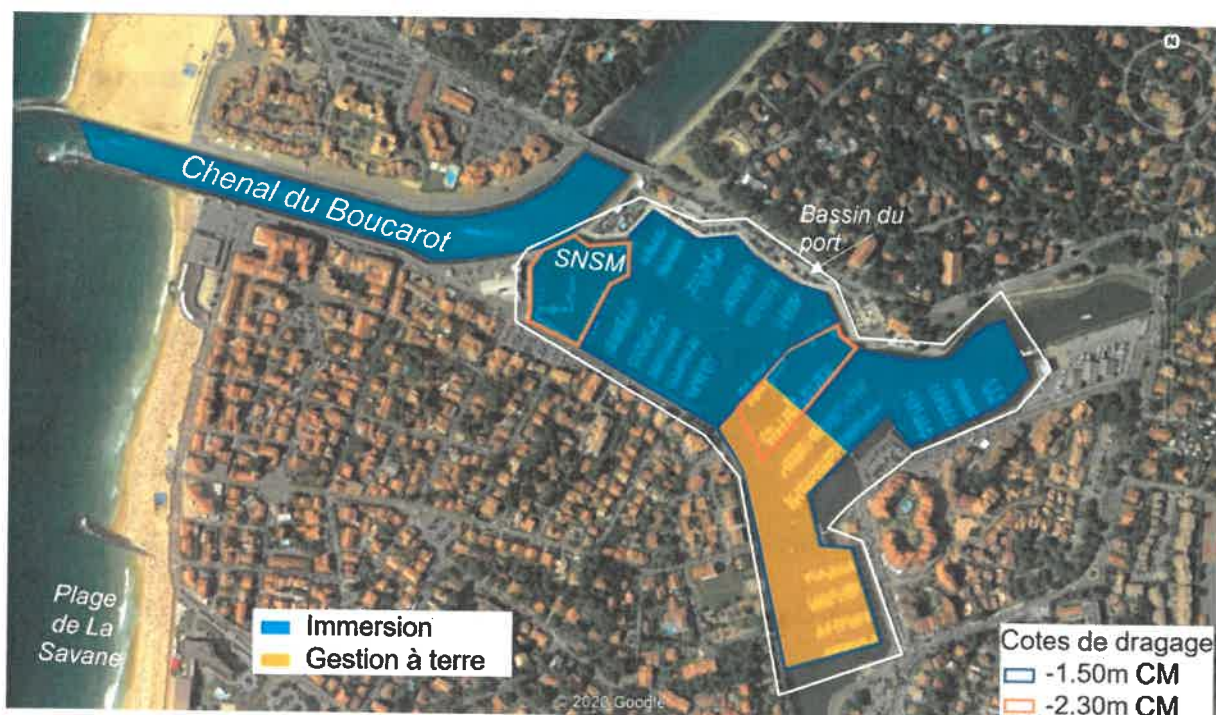 N
Chenal du Boucarot
Bassin du
port
SNSM
Plage
de La
Savane
Immersion
Gestion à terre
© 2020 Google
Cotes de dragage
-1.50m CM
-2.30m CM